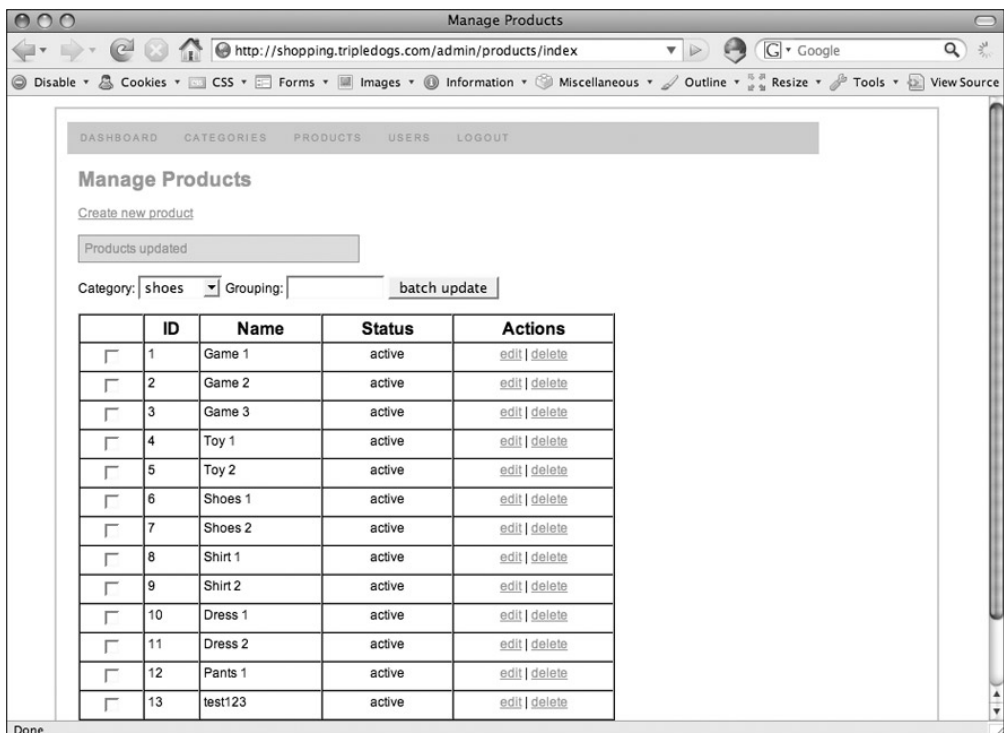 Manage Products
http://shopping.tripledogs.com/admin/products/index
G Google
Disable Cookies CSS Forms Images Information Miscellaneous Outline Resize Tools View Source
DASHBOARD CATEGORIES PRODUCTS USERS LOGOUT
Manage Products
Create new product
Products updated
Category: shoes Grouping: batch update
ID Name Status Actions
1 Game 1 active edit | delete
2 Game 2 active edit | delete
3 Game 3 active edit | delete
4 Toy 1 active edit | delete
5 Toy 2 active edit | delete
6 Shoes 1 active edit | delete
7 Shoes 2 active edit | delete
8 Shirt 1 active edit | delete
9 Shirt 2 active edit | delete
10 Dress 1 active edit | delete
11 Dress 2 active edit | delete
12 Pants 1 active edit | delete
13 test123 active edit | delete
Done